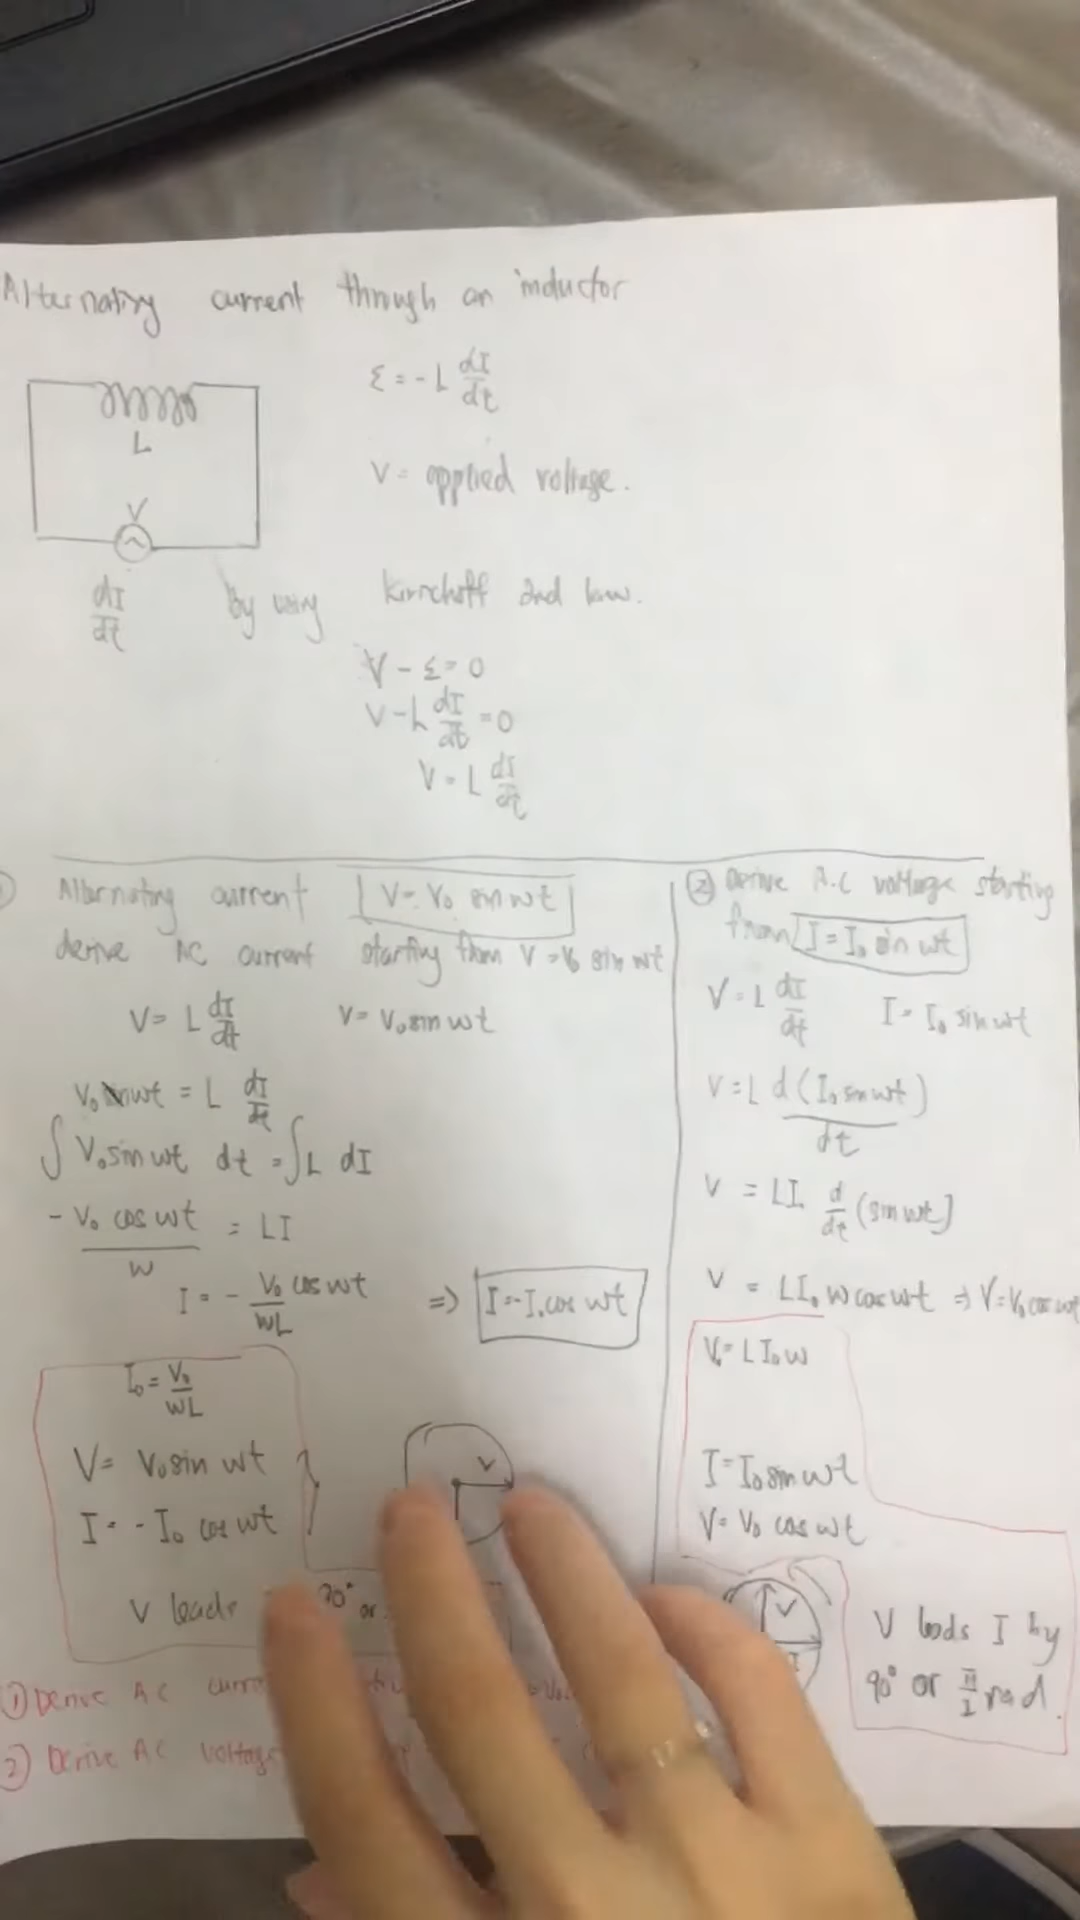 Alternating current through an inductor
L
V
ε = -L dI/dt
V = applied voltage.
dI/dt
by using Kirrchoff 2nd law.
V - ε = 0
V - L dI/dt = 0
V = L dI/dt
Alternating current V = V₀ sin wt
derive AC current starting from V = V₀ sin wt
V = L dI/dt V = V₀ sin wt
V₀ sin wt = L dI/dt
∫ V₀ sin wt dt = ∫ L dI
- V₀ cos wt / w = LI
I = - V₀/wL cos wt ⇒ I = -I₀ cos wt
I₀ = V₀/wL
V = V₀ sin wt
I = - I₀ cos wt
V
V leads 90° or
② Derive A.C voltage starting
from I = I₀ sin wt
V = L dI/dt I = I₀ sin wt
V = L d(I₀ sin wt)/dt
V = LI₀ d/dt (sin wt)
V = LI₀ w cos wt ⇒ V = V₀ cos wt
V₀ = L I₀ w
I = I₀ sin wt
V = V₀ cos wt
V
I
V leads I by
90° or π/2 rad.
① Derive AC
② Derive AC voltage